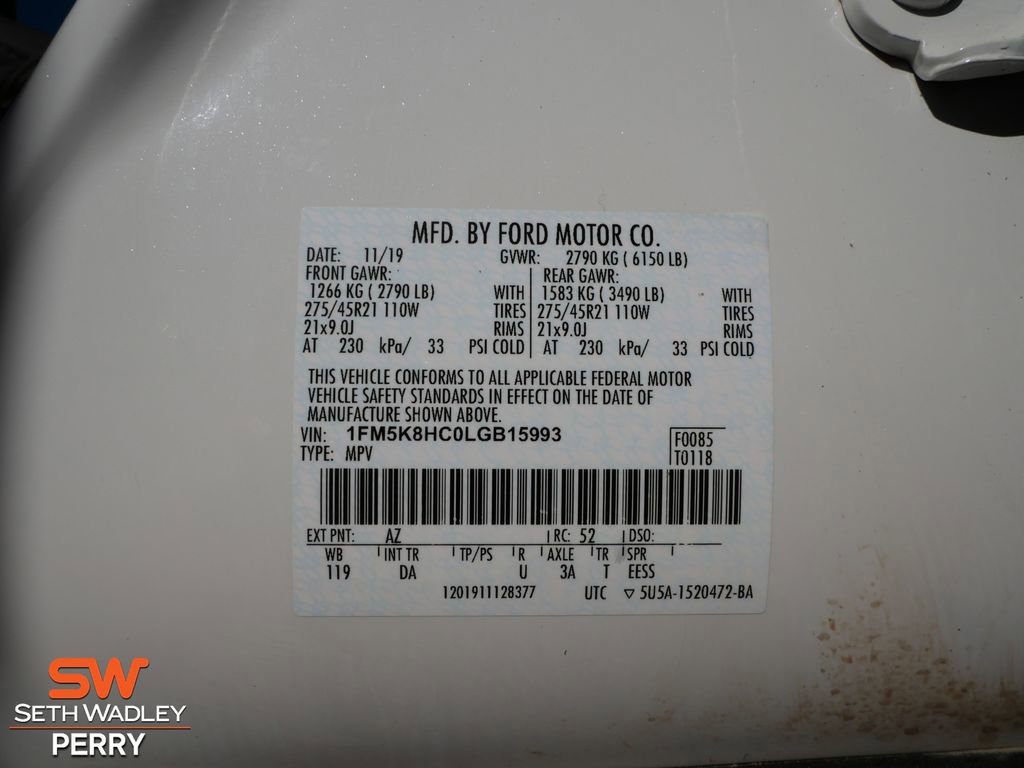 MFD. BY FORD MOTOR CO.
DATE: 11/19 GVWR: 2790 KG ( 6150 LB)
FRONT GAWR: REAR GAWR:
1266 KG ( 2790 LB) WITH 1583 KG ( 3490 LB) WITH
275/45R21 110W TIRES 275/45R21 110W TIRES
21x9.0J RIMS 21x9.0J RIMS
AT 230 kPa/ 33 PSI COLD AT 230 kPa/ 33 PSI COLD
THIS VEHICLE CONFORMS TO ALL APPLICABLE FEDERAL MOTOR
VEHICLE SAFETY STANDARDS IN EFFECT ON THE DATE OF
MANUFACTURE SHOWN ABOVE.
VIN: 1FM5K8HC0LGB15993 F0085
TYPE: MPV T0118
EXT PNT: AZ RC: 52 DSO:
WB INT TR TP/PS R AXLE TR SPR
119 DA U 3A T EESS
1201911128377 UTC ▽ 5U5A-1520472-BA
SW
SETH WADLEY
PERRY